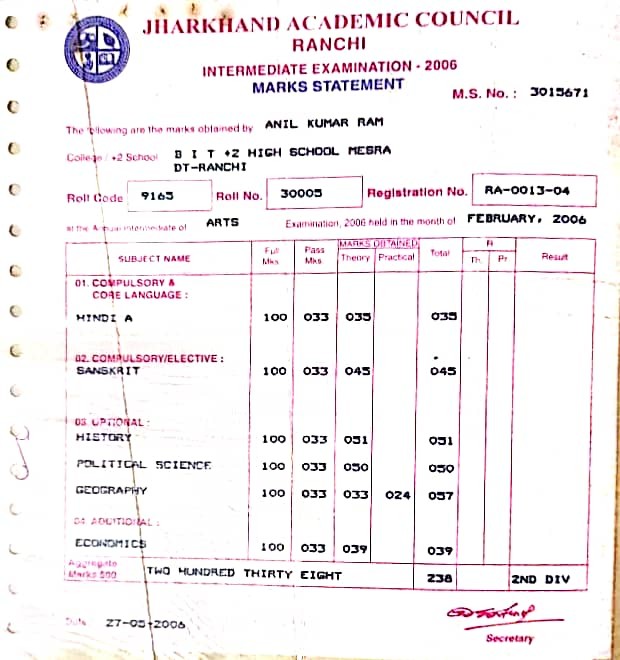 JHARKHAND ACADEMIC COUNCIL
RANCHI
INTERMEDIATE EXAMINATION - 2006
MARKS STATEMENT
M.S. No. : 3015671
The following are the marks obtained by ANIL KUMAR RAM
College / +2 School B I T +2 HIGH SCHOOL MESRA
DT-RANCHI
Roll Code 9165 Roll No. 30005 Registration No. RA-0013-04
at the Annual Intermediate of ARTS Examination, 2006 held in the month of FEBRUARY, 2006
SUBJECT NAME Full Mks. Pass Mks. MARKS OBTAINED Theory Practical Total R Th. Pr. Result
01. COMPULSORY &
CORE LANGUAGE :
HINDI A 100 033 035 035
02. COMPULSORY/ELECTIVE :
SANSKRIT 100 033 045 045
03. OPTIONAL :
HISTORY 100 033 051 051
POLITICAL SCIENCE 100 033 050 050
GEOGRAPHY 100 033 033 024 057
04. ADDITIONAL :
ECONOMICS 100 033 039 039
Aggregate
Marks 500 TWO HUNDRED THIRTY EIGHT 238 2ND DIV
Date 27-05-2006
Secretary